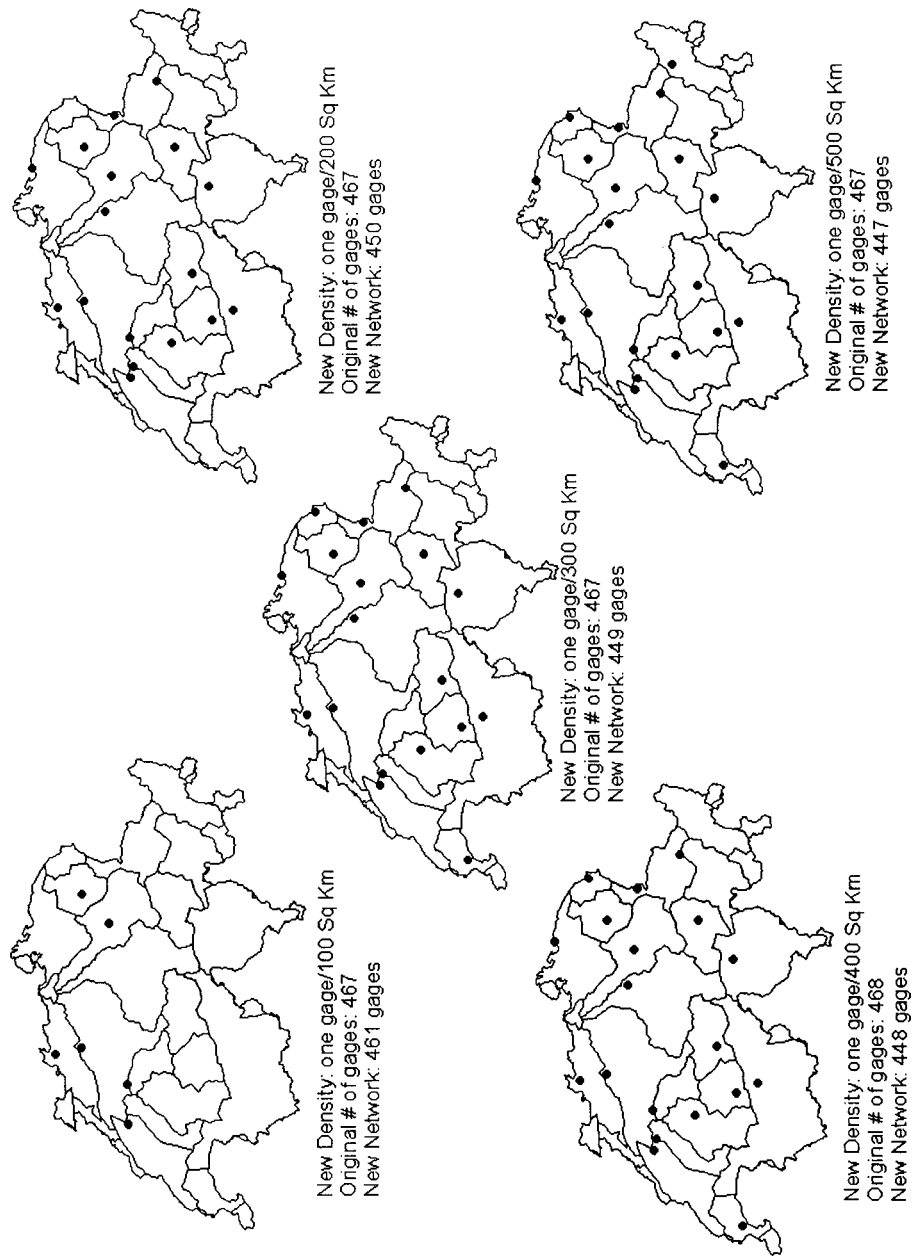 New Density: one gage/100 Sq Km
Original # of gages: 467
New Network: 461 gages
New Density: one gage/200 Sq Km
Original # of gages: 467
New Network: 450 gages
New Density: one gage/300 Sq Km
Original # of gages: 467
New Network: 449 gages
New Density: one gage/400 Sq Km
Original # of gages: 468
New Network: 448 gages
New Density: one gage/500 Sq Km
Original # of gages: 467
New Network: 447 gages